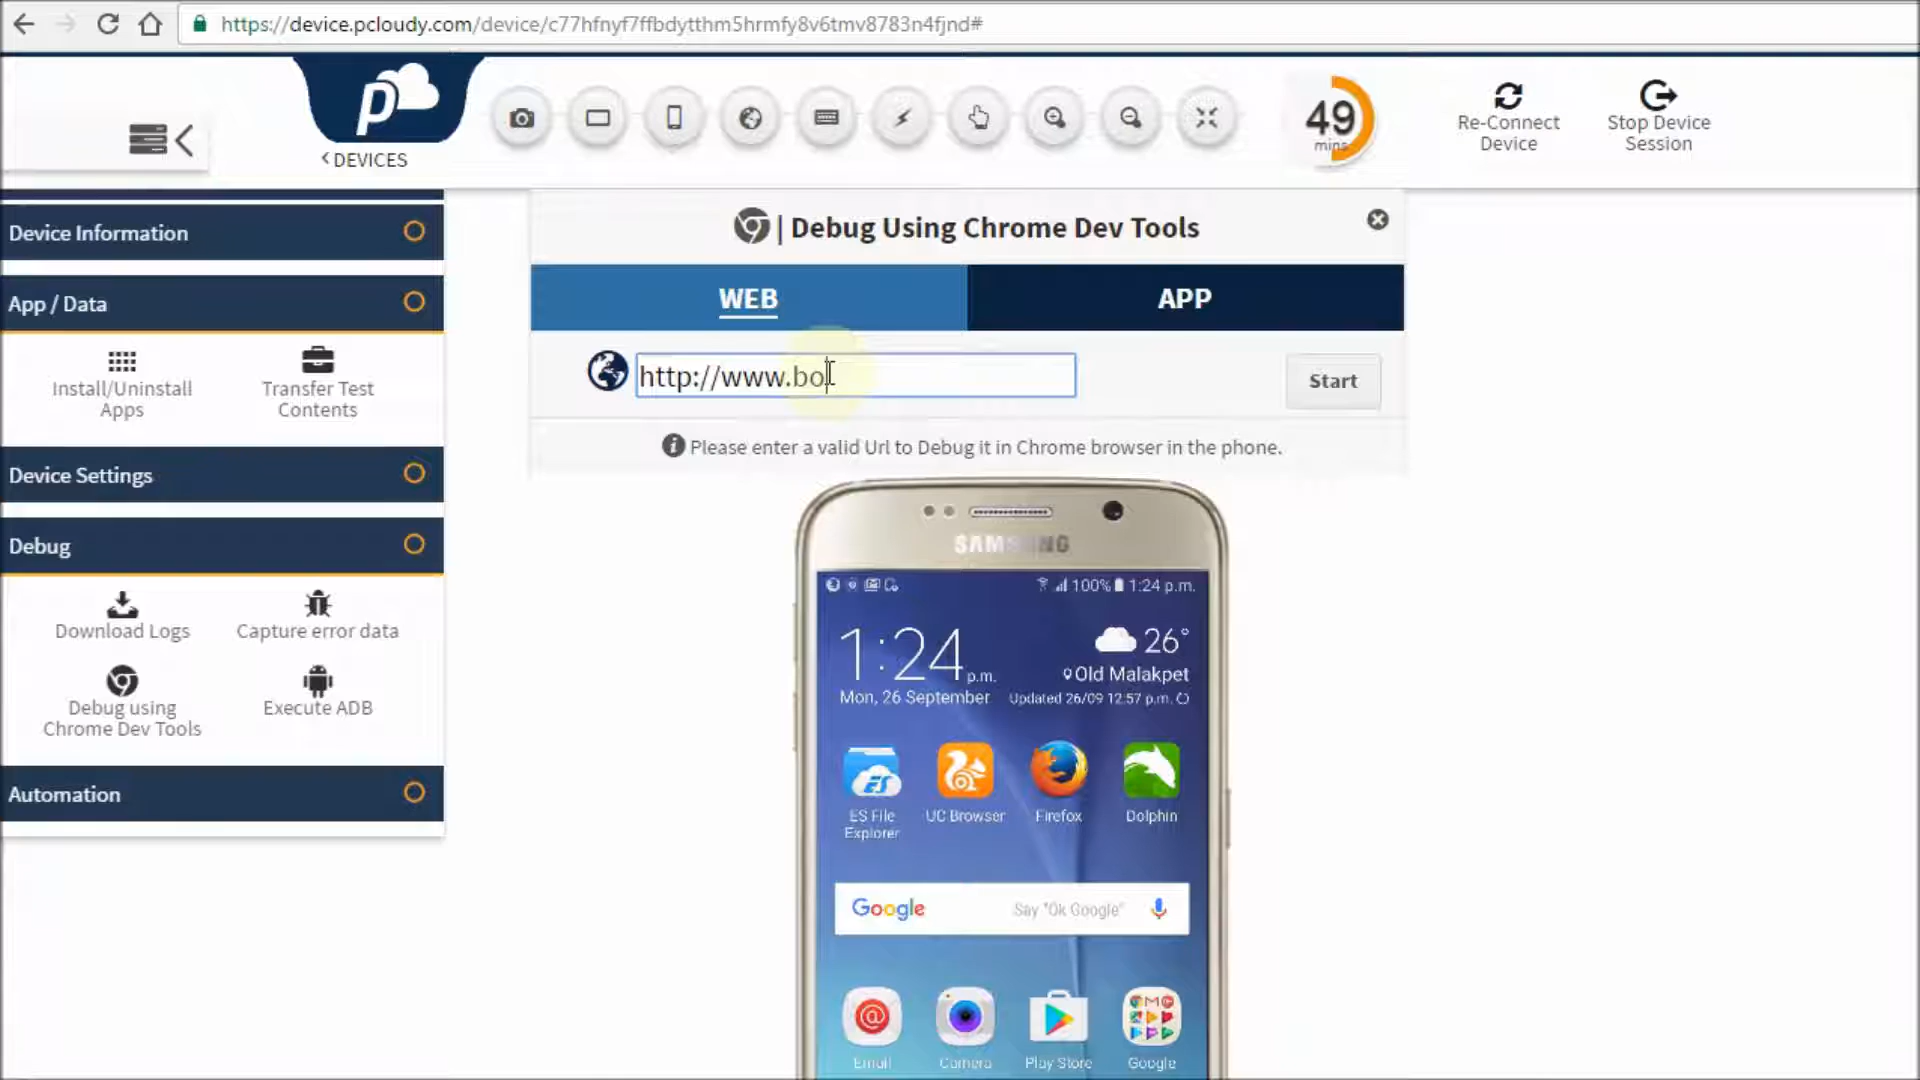 https://device.pcloudy.com/device/c77hfnyf7ffbdytthm5hrmfy8v6tmv8783n4fjnd#
p
DEVICES
49
mins
Re-Connect
Device
Stop Device
Session
Device Information
App / Data
Install/Uninstall
Apps
Transfer Test
Contents
Device Settings
Debug
Download Logs
Capture error data
Debug using
Chrome Dev Tools
Execute ADB
Automation
| Debug Using Chrome Dev Tools
WEB
APP
http://www.bo
Start
Please enter a valid Url to Debug it in Chrome browser in the phone.
SAMSUNG
100% 1:24 p.m.
1:24 p.m.
26°
Old Malakpet
Mon, 26 September
Updated 26/09 12:57 p.m.
ES File
Explorer
UC Browser
Firefox
Dolphin
Google
Say "Ok Google"
Email
Camera
Play Store
Google